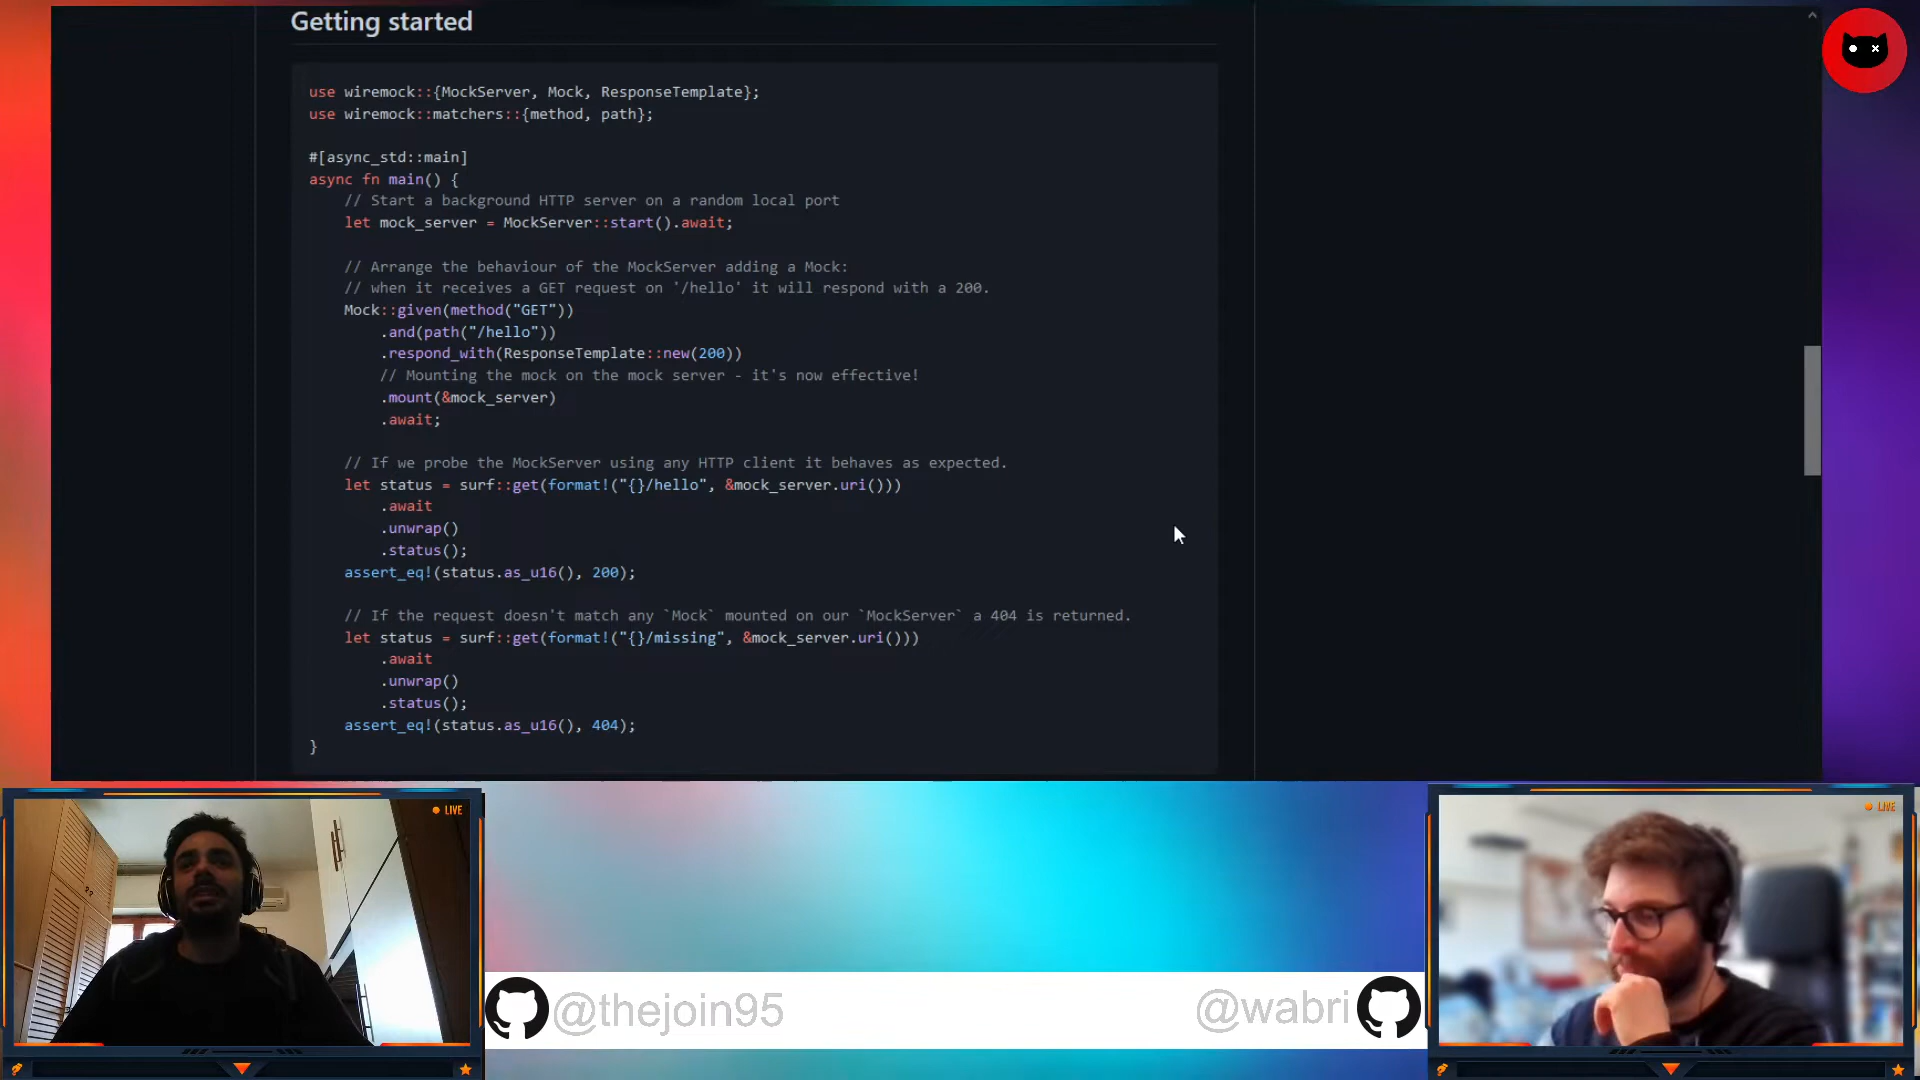 Getting started
use wiremock::{MockServer, Mock, ResponseTemplate};
use wiremock::matchers::{method, path};
#[async_std::main]
async fn main() {
// Start a background HTTP server on a random local port
let mock_server = MockServer::start().await;
// Arrange the behaviour of the MockServer adding a Mock:
// when it receives a GET request on '/hello' it will respond with a 200.
Mock::given(method("GET"))
.and(path("/hello"))
.respond_with(ResponseTemplate::new(200))
// Mounting the mock on the mock server - it's now effective!
.mount(&mock_server)
.await;
// If we probe the MockServer using any HTTP client it behaves as expected.
let status = surf::get(format!("{}/hello", &mock_server.uri()))
.await
.unwrap()
.status();
assert_eq!(status.as_u16(), 200);
// If the request doesn't match any `Mock` mounted on our `MockServer` a 404 is returned.
let status = surf::get(format!("{}/missing", &mock_server.uri()))
.await
.unwrap()
.status();
assert_eq!(status.as_u16(), 404);
}
LIVE
LIVE
@thejoin95
@wabri